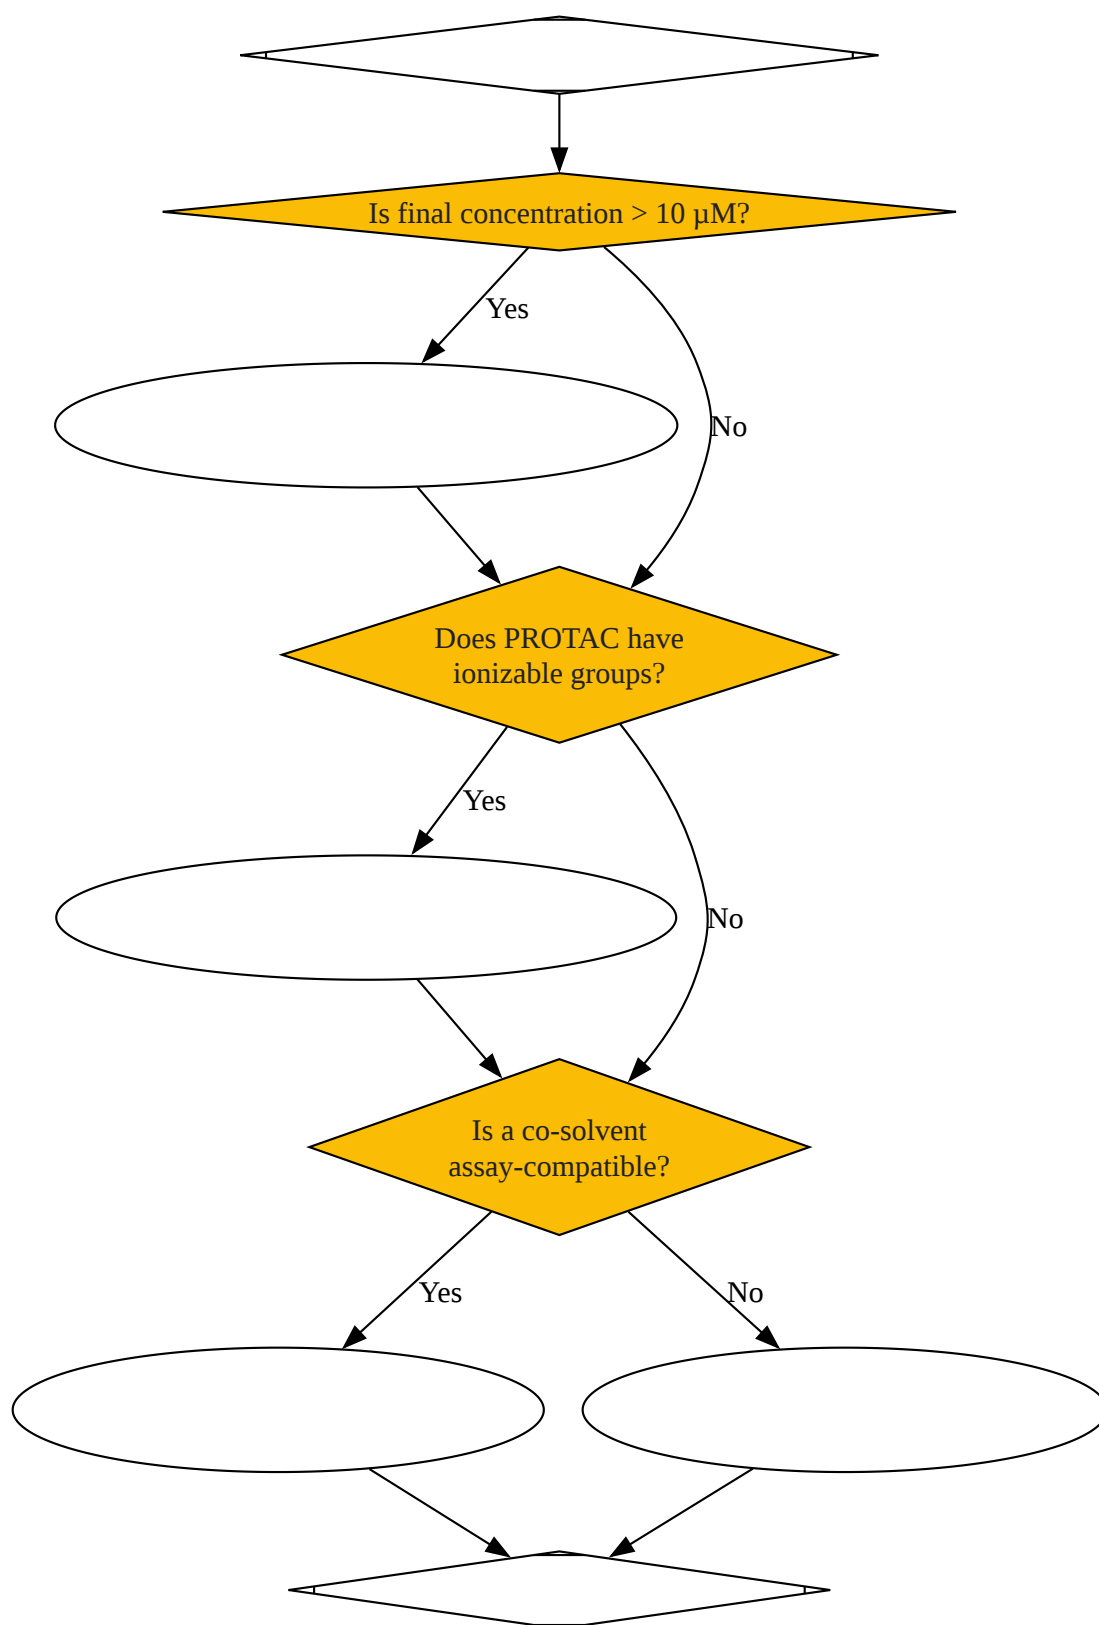 Is final concentration > 10 µM?
Yes
No
Does PROTAC have
ionizable groups?
Yes
No
Is a co-solvent
assay-compatible?
Yes
No